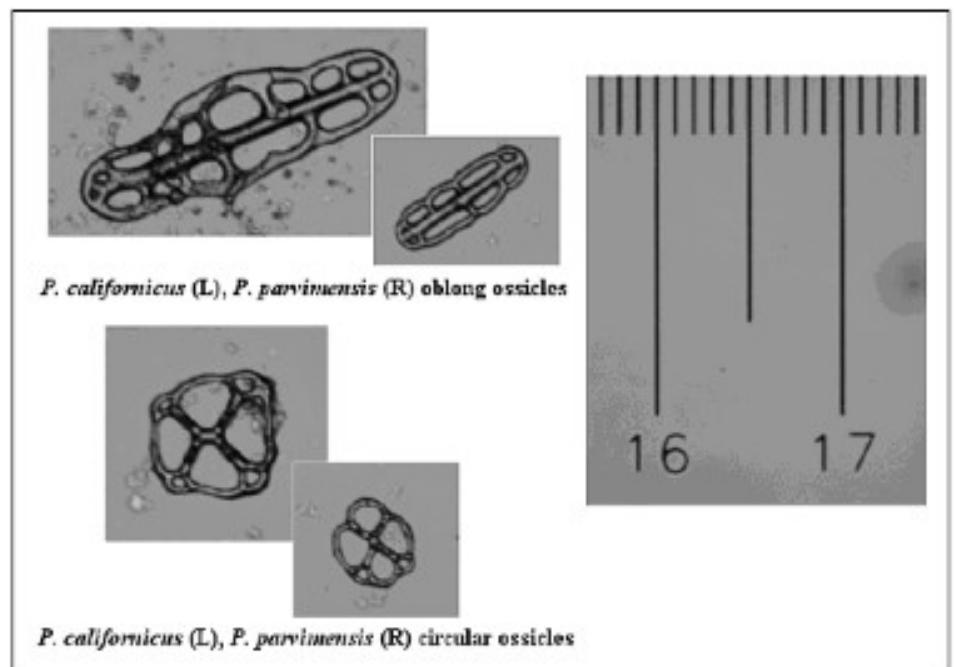 P. californicus (L), P. parvimensis (R) oblong ossicles
16 17
P. californicus (L), P. parvimensis (R) circular ossicles